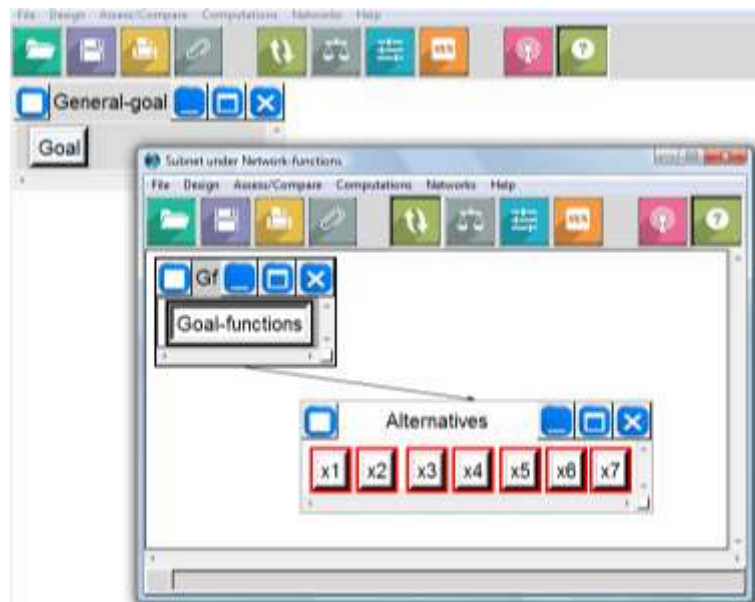 File Design Assess/Compare Computations Networks Help
General-goal
Goal
Subnet under Network-functions
File Design Assess/Compare Computations Networks Help
Gf
Goal-functions
Alternatives
x1 x2 x3 x4 x5 x6 x7